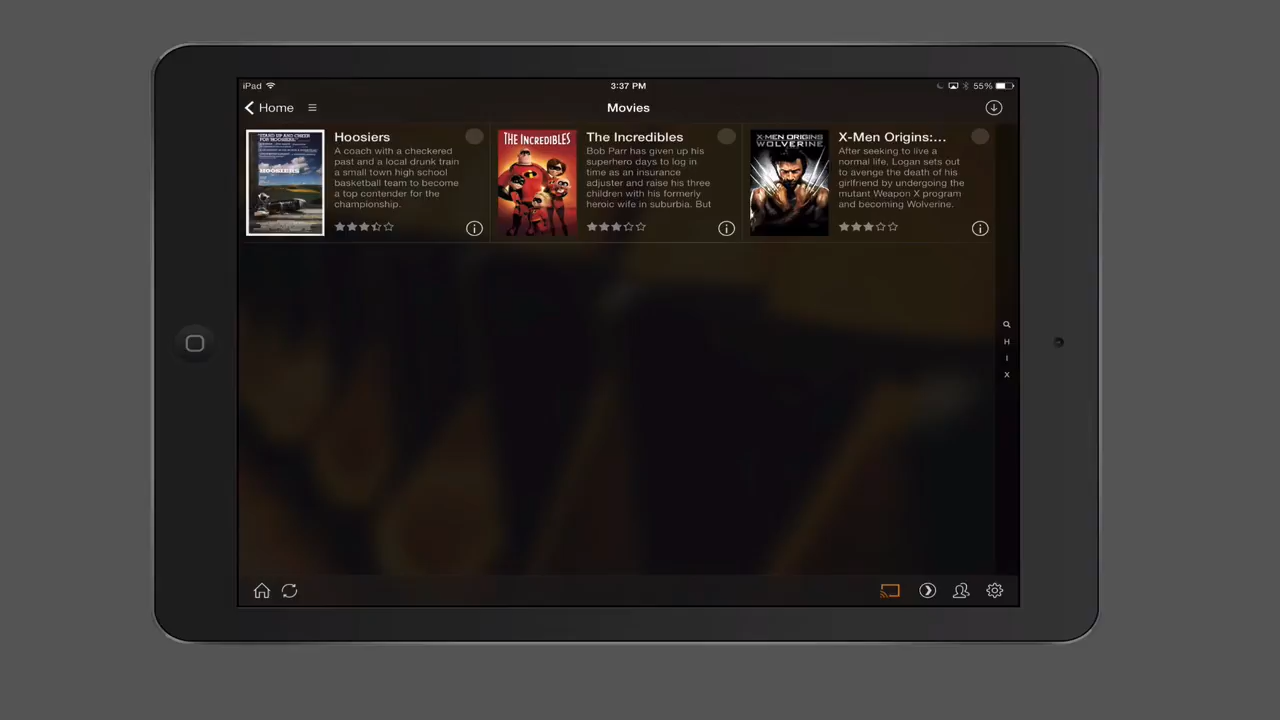 iPad
3:37 PM
55%
Home
Movies
HOOSIERS
Hoosiers
A coach with a checkered
past and a local drunk train
a small town high school
basketball team to become
a top contender for the
championship.
THE INCREDIBLES
The Incredibles
Bob Parr has given up his
superhero days to log in
time as an insurance
adjuster and raise his three
children with his formerly
heroic wife in suburbia. But
X-MEN ORIGINS
WOLVERINE
X-Men Origins:...
After seeking to live a
normal life, Logan sets out
to avenge the death of his
girlfriend by undergoing the
mutant Weapon X program
and becoming Wolverine.
H
I
X